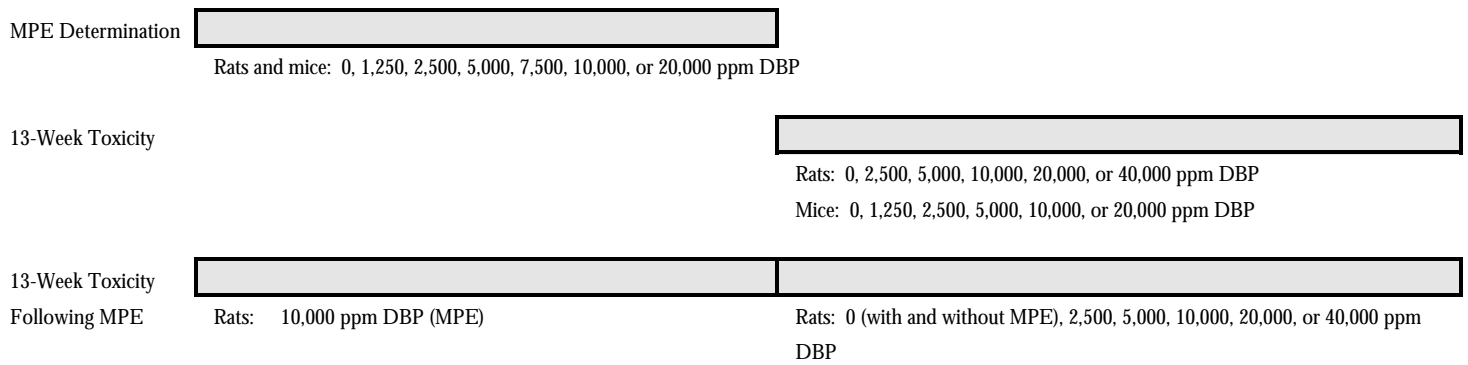 MPE Determination
Rats and mice: 0, 1,250, 2,500, 5,000, 7,500, 10,000, or 20,000 ppm DBP
13-Week Toxicity
Rats: 0, 2,500, 5,000, 10,000, 20,000, or 40,000 ppm DBP
Mice: 0, 1,250, 2,500, 5,000, 10,000, or 20,000 ppm DBP
13-Week Toxicity
Following MPE
Rats: 10,000 ppm DBP (MPE)
Rats: 0 (with and without MPE), 2,500, 5,000, 10,000, 20,000, or 40,000 ppm
DBP